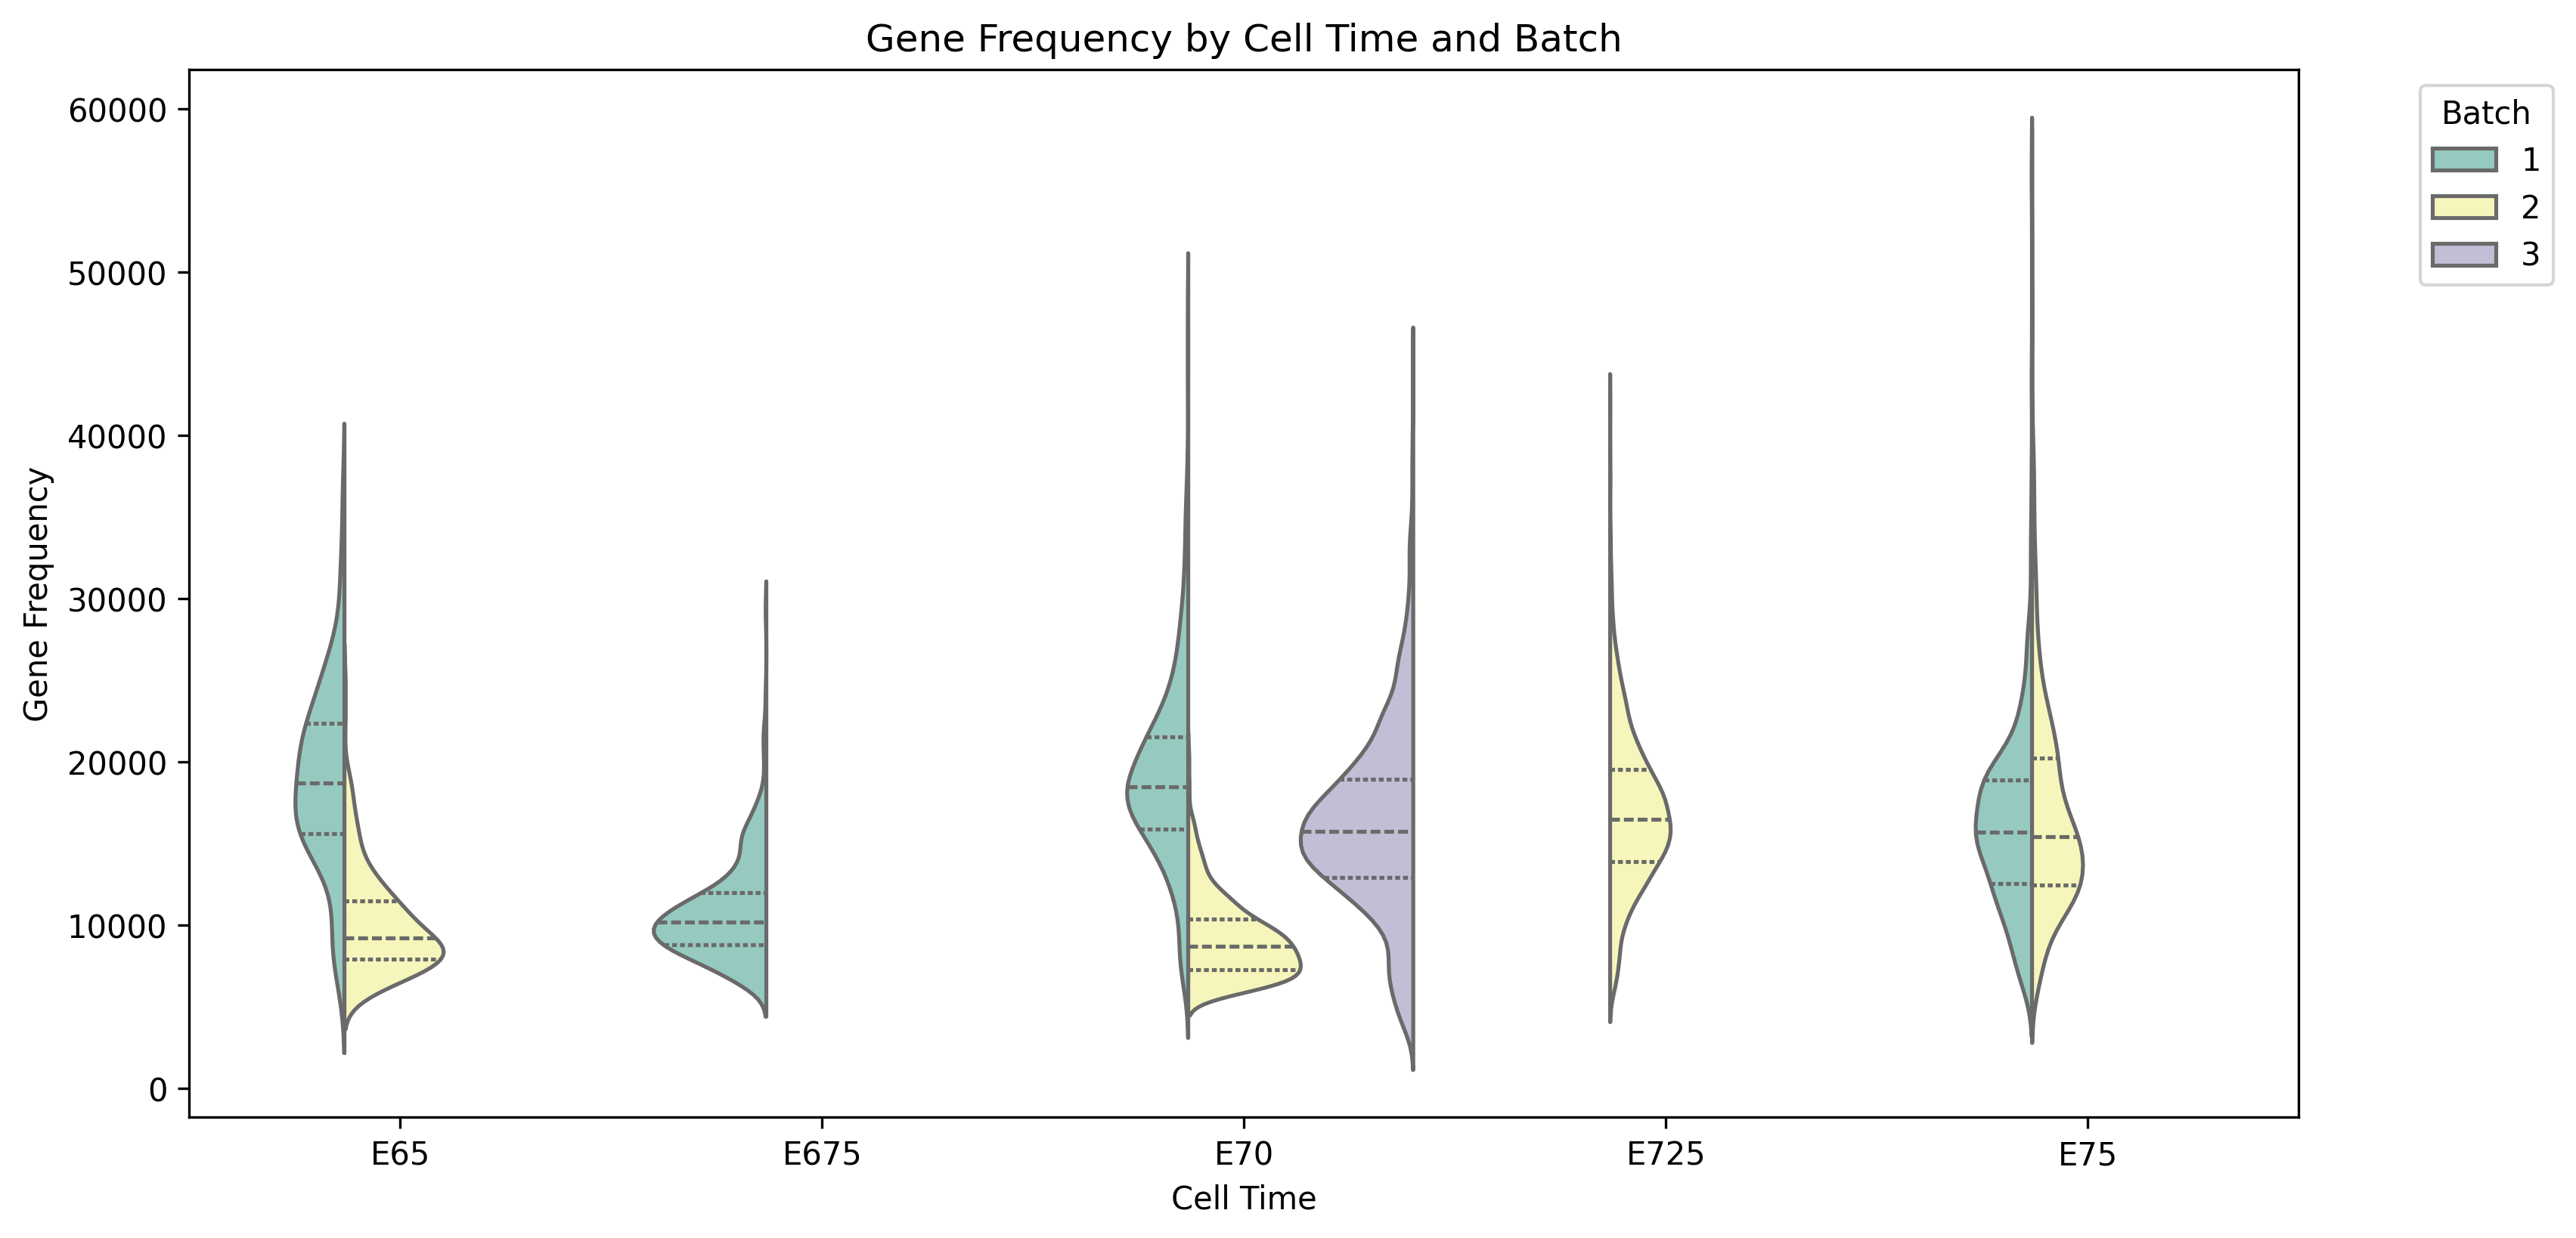 Gene Frequency by Cell Time and Batch
Batch
1
2
3
Gene Frequency
60000
50000
40000
30000
20000
10000
0
E65 E675 E70 E725 E75
Cell Time